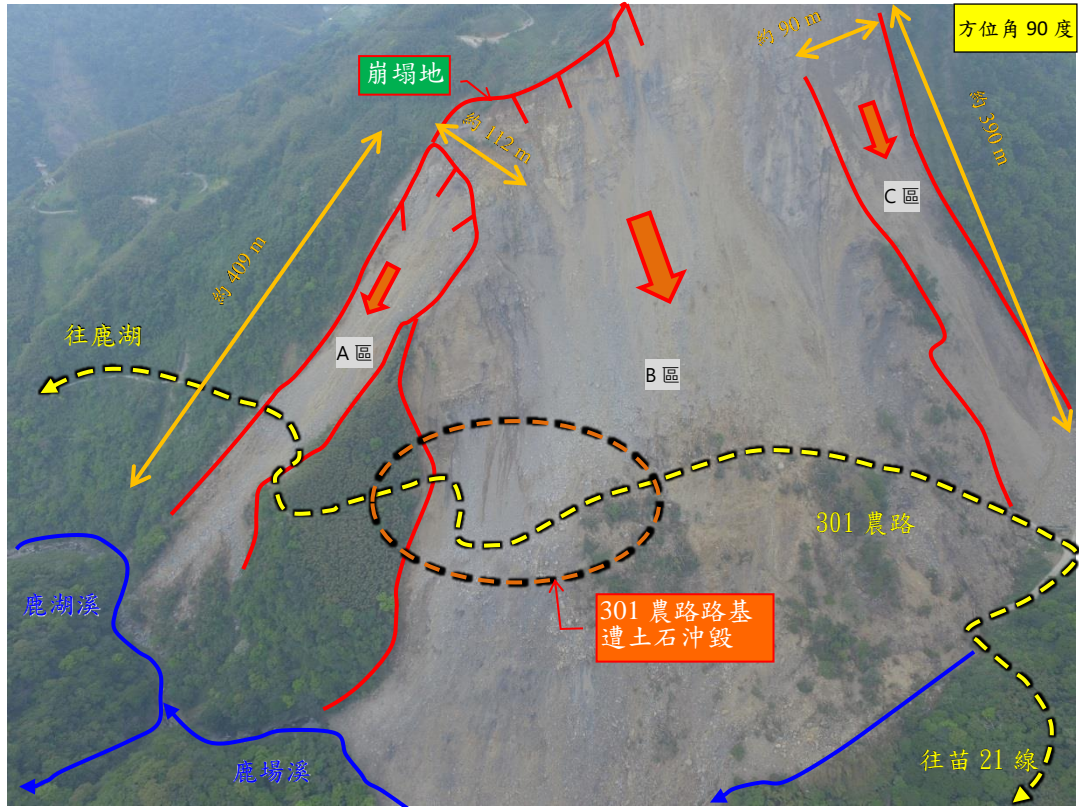 方位角 90 度
約 90 m
崩塌地
約 112 m
約 390 m
C 區
約 409 m
往鹿湖
A 區
B 區
301 農路
鹿湖溪
301 農路路基
遭土石沖毀
鹿場溪
往苗 21 線